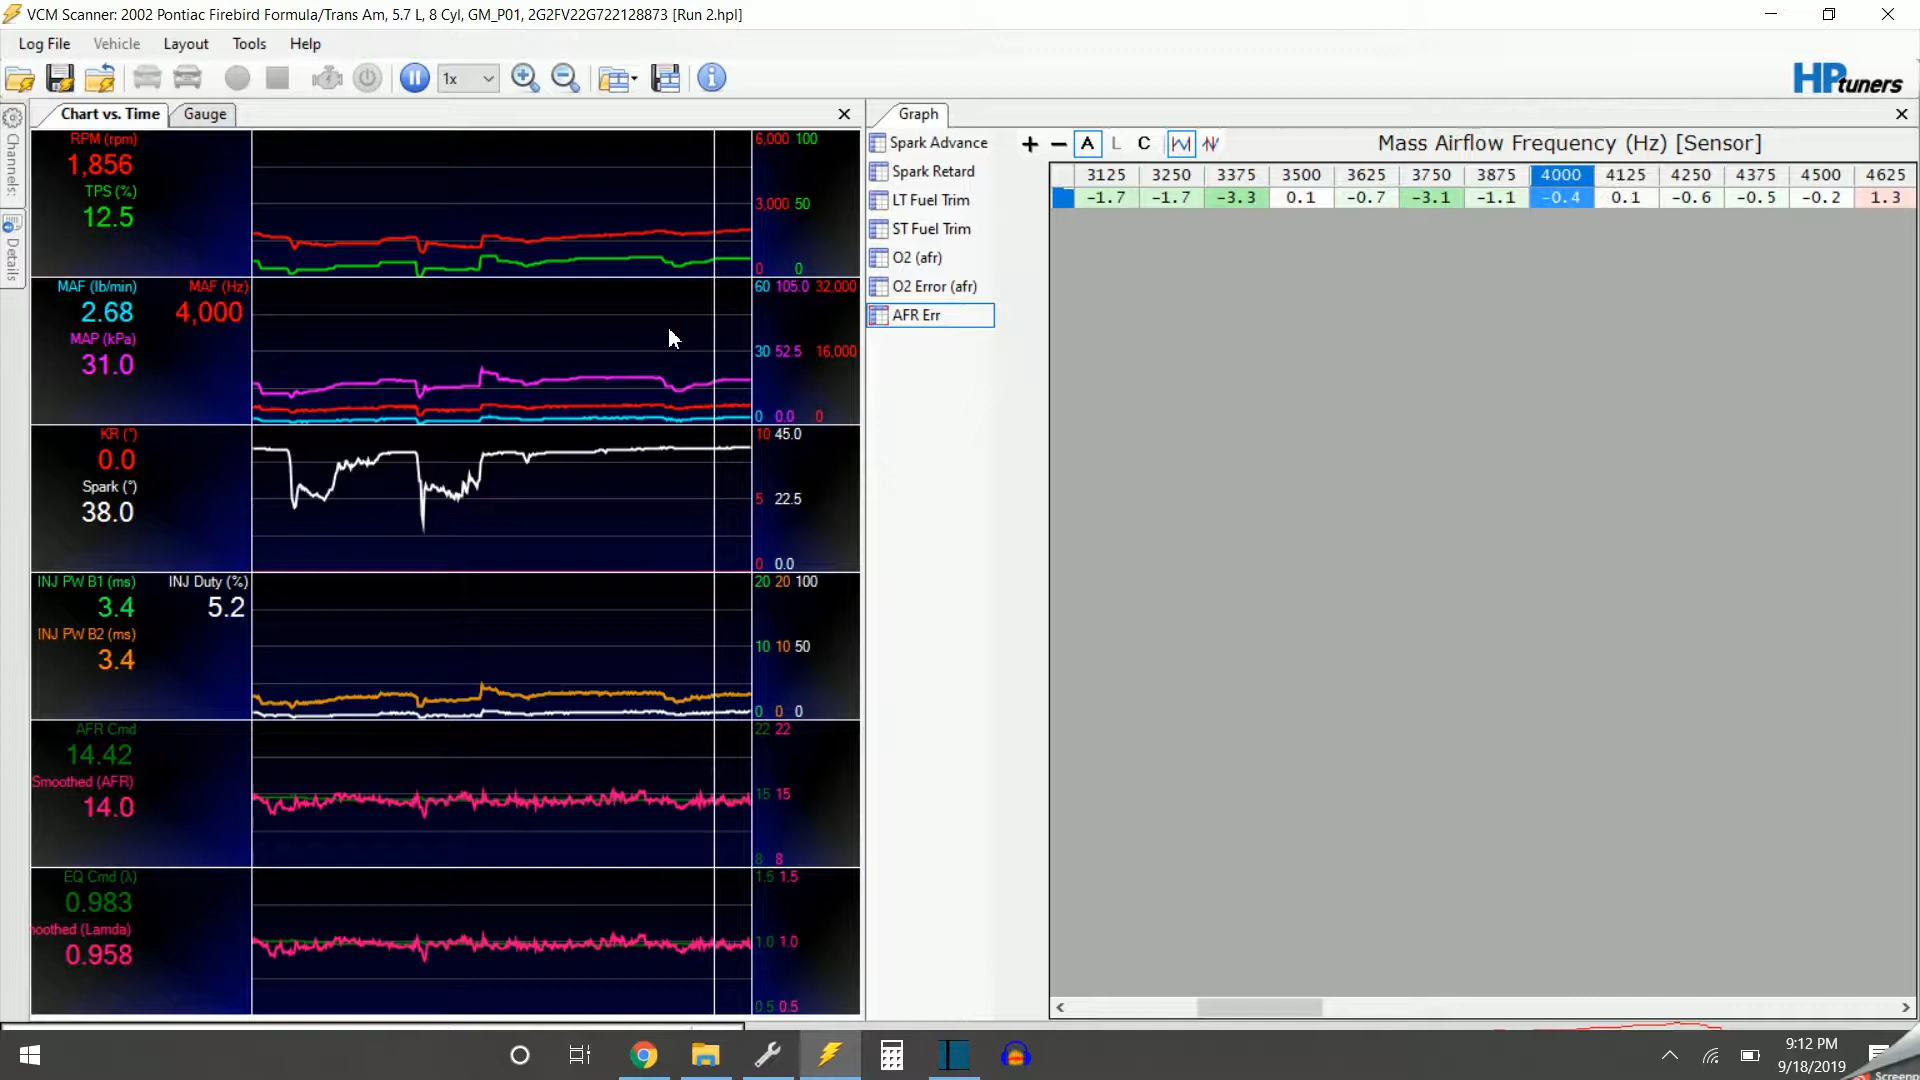 VCM Scanner: 2002 Pontiac Firebird Formula/Trans Am, 5.7 L, 8 Cyl, GM_P01, 2G2FV22G722128873 [Run 2.hpl]
Log File Vehicle Layout Tools Help
1x
HPtuners
Channels:
Details
Chart vs. Time Gauge
RPM (rpm)
1,856
TPS (%)
12.5
6,000 100
3,000 50
0 0
MAF (lb/min) MAF (Hz)
2.68 4,000
MAP (kPa)
31.0
60 105.0 32,000
30 52.5 16,000
0 0.0 0
KR (°)
0.0
Spark (°)
38.0
10 45.0
5 22.5
0 0.0
INJ PW B1 (ms) INJ Duty (%)
3.4 5.2
INJ PW B2 (ms)
3.4
20 20 100
10 10 50
0 0 0
AFR Cmd
14.42
Smoothed (AFR)
14.0
22 22
15 15
8 8
EQ Cmd (λ)
0.983
oothed (Lamda)
0.958
1.5 1.5
1.0 1.0
0.5 0.5
Graph
Spark Advance
Spark Retard
LT Fuel Trim
ST Fuel Trim
O2 (afr)
O2 Error (afr)
AFR Err
+ − A L C
Mass Airflow Frequency (Hz) [Sensor]
3125 3250 3375 3500 3625 3750 3875 4000 4125 4250 4375 4500 4625
-1.7 -1.7 -3.3 0.1 -0.7 -3.1 -1.1 -0.4 0.1 -0.6 -0.5 -0.2 1.3
9:12 PM
9/18/2019